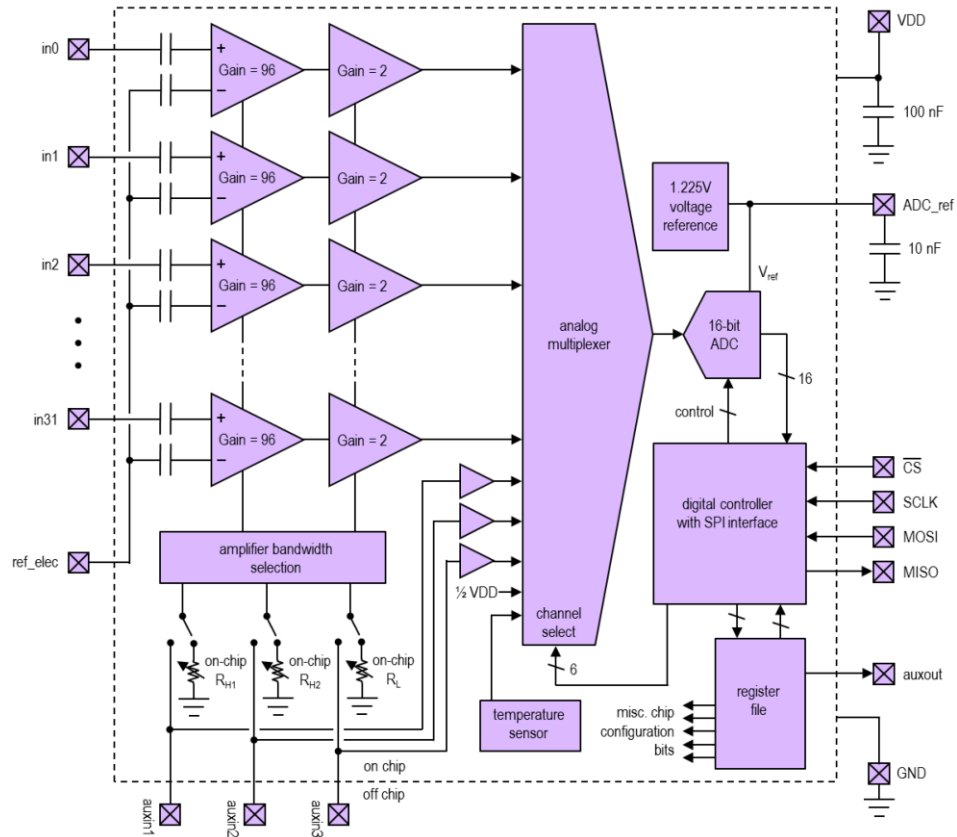 in0
+
−
Gain = 96
Gain = 2
in1
+
−
Gain = 96
Gain = 2
in2
+
−
Gain = 96
Gain = 2
in31
+
−
Gain = 96
Gain = 2
ref_elec
amplifier bandwidth
selection
on-chip
RH1
on-chip
RH2
on-chip
RL
auxin1
auxin2
auxin3
on chip
off chip
analog
multiplexer
½ VDD
channel
select
6
temperature
sensor
1.225V
voltage
reference
Vref
16-bit
ADC
16
control
digital controller
with SPI interface
register
file
misc. chip
configuration
bits
VDD
100 nF
ADC_ref
10 nF
CS
SCLK
MOSI
MISO
auxout
GND